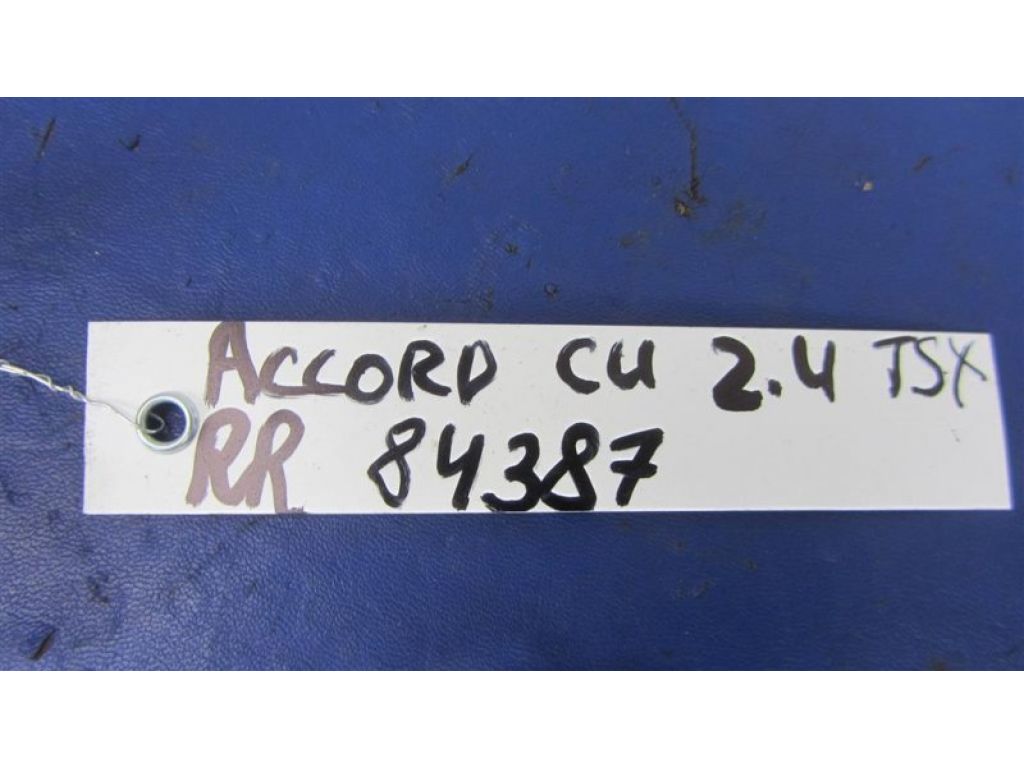 ACCORD CU 2.4 TSX
RR 84387